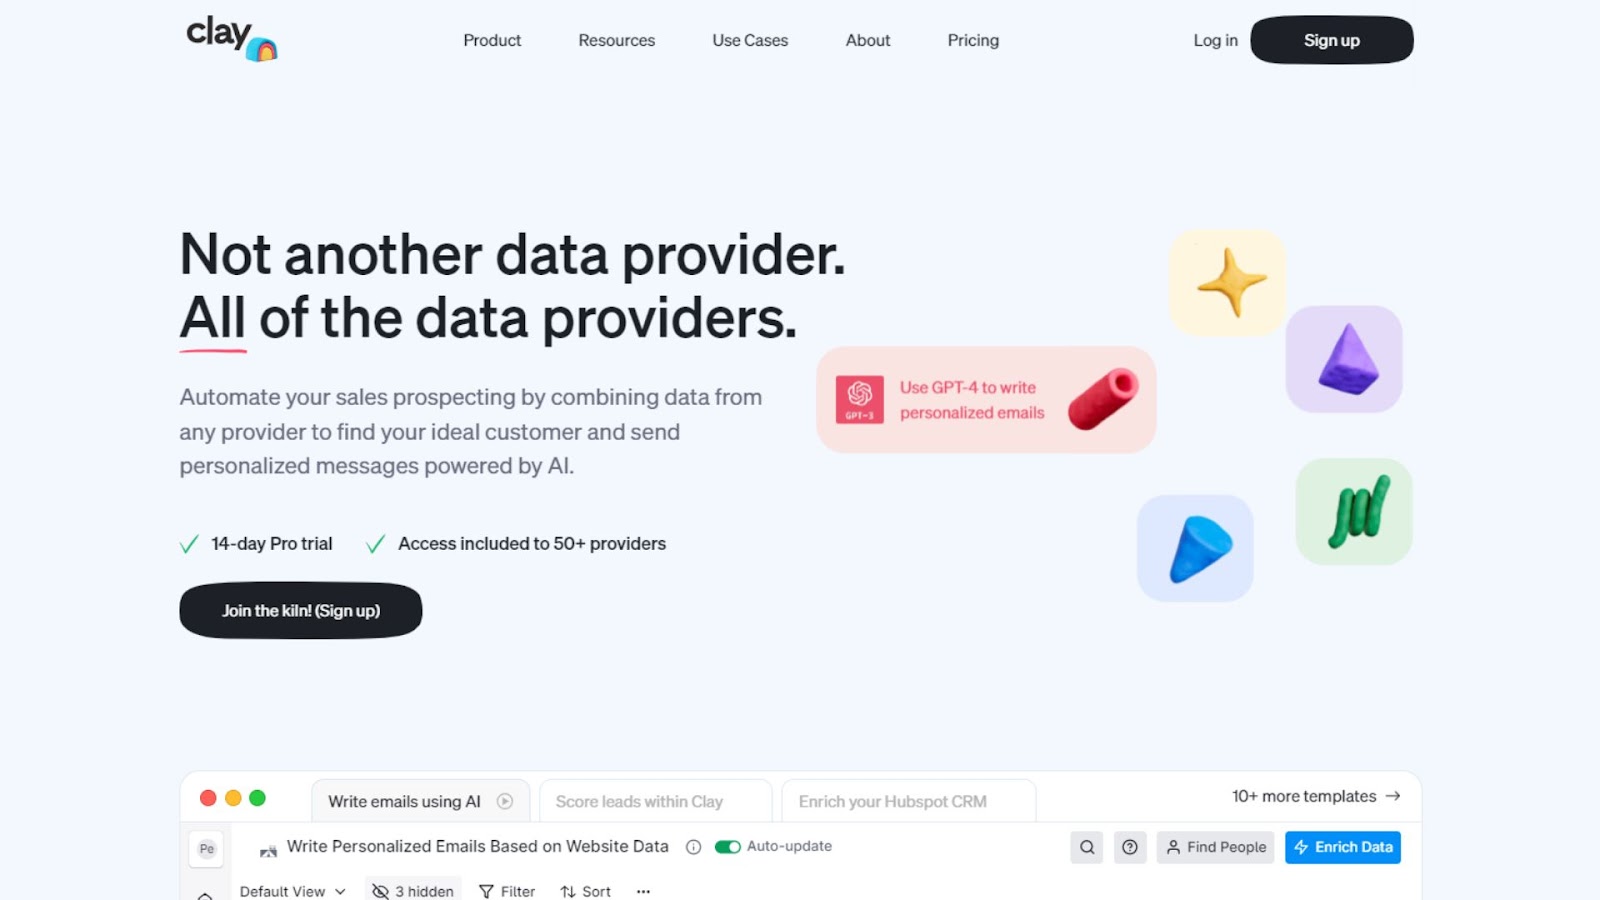 clay
Product
Resources
Use Cases
About
Pricing
Log in
Sign up
Not another data provider.
All of the data providers.
Automate your sales prospecting by combining data from
any provider to find your ideal customer and send
personalized messages powered by AI.
14-day Pro trial
Access included to 50+ providers
Join the kiln! (Sign up)
GPT-3
Use GPT-4 to write
personalized emails
Write emails using AI
Score leads within Clay
Enrich your Hubspot CRM
10+ more templates →
Pe
Write Personalized Emails Based on Website Data
Auto-update
Find People
Enrich Data
Default View
3 hidden
Filter
Sort